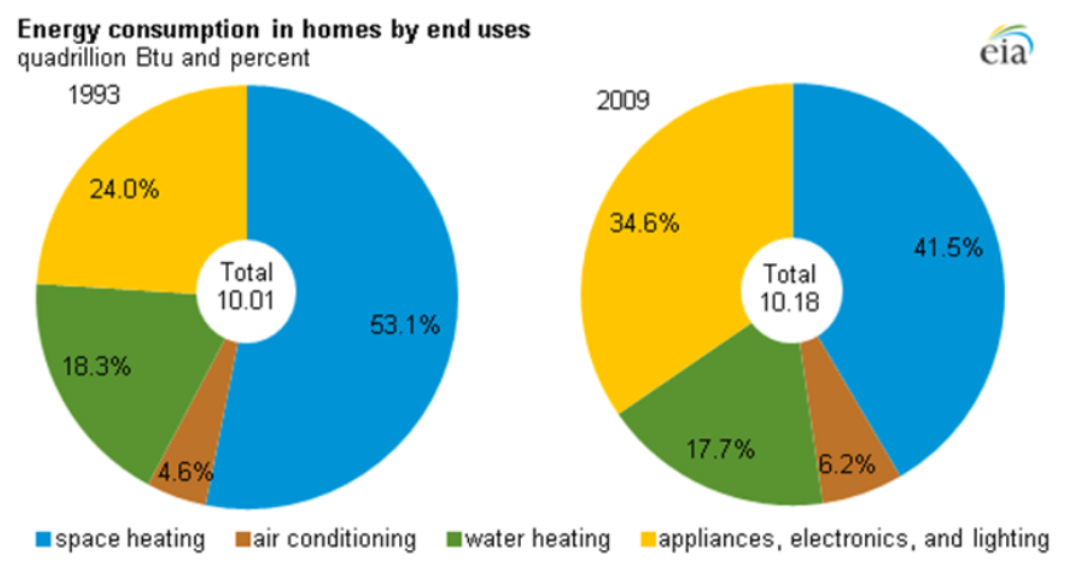 Energy consumption in homes by end uses
quadrillion Btu and percent
eia
1993
24.0%
Total
10.01
53.1%
18.3%
4.6%
2009
34.6%
41.5%
Total
10.18
17.7%
6.2%
space heating air conditioning water heating appliances, electronics, and lighting